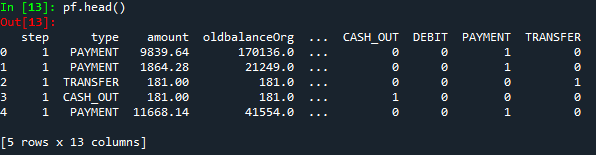 In [13]: pf.head()
Out[13]:
step type amount oldbalanceOrg ... CASH_OUT DEBIT PAYMENT TRANSFER
0 1 PAYMENT 9839.64 170136.0 ... 0 0 1 0
1 1 PAYMENT 1864.28 21249.0 ... 0 0 1 0
2 1 TRANSFER 181.00 181.0 ... 0 0 0 1
3 1 CASH_OUT 181.00 181.0 ... 1 0 0 0
4 1 PAYMENT 11668.14 41554.0 ... 0 0 1 0
[5 rows x 13 columns]